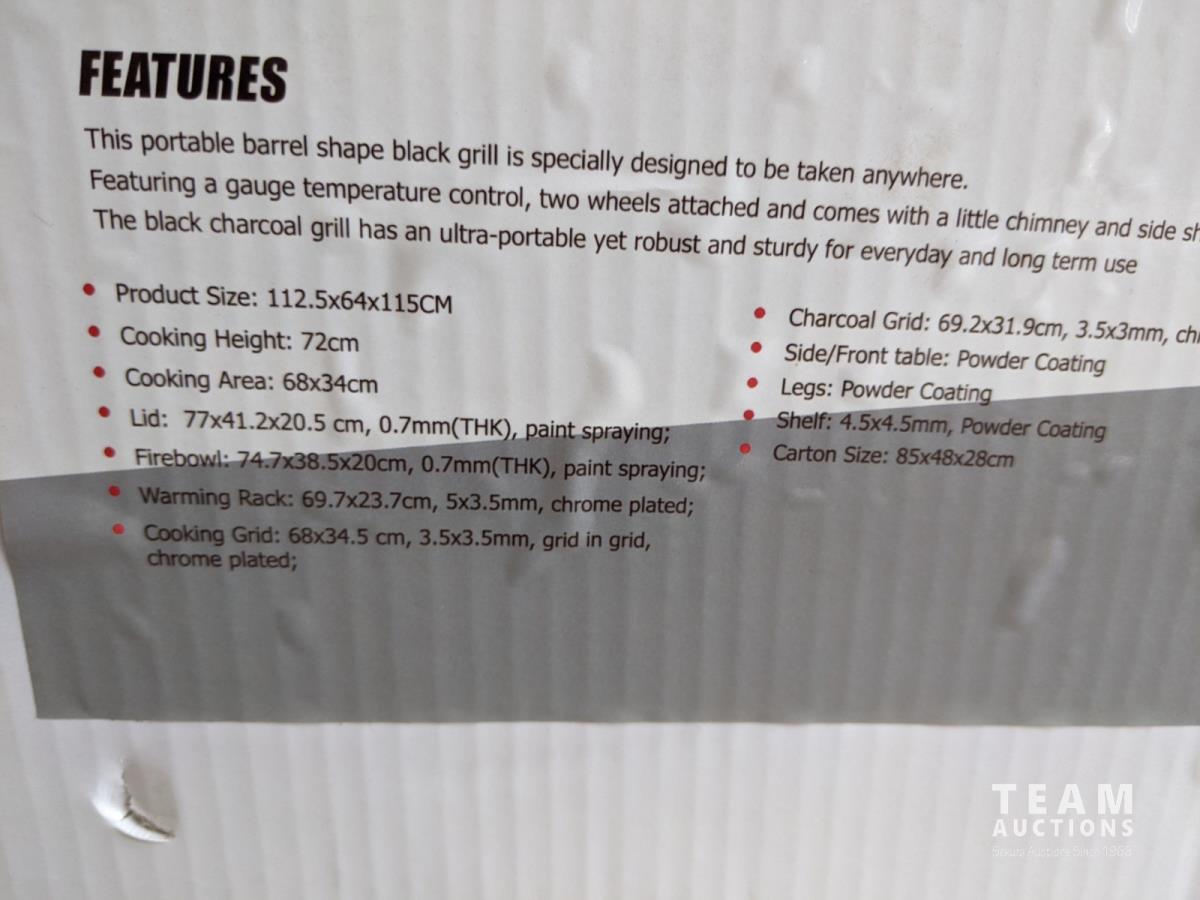 FEATURES
This portable barrel shape black grill is specially designed to be taken anywhere.
Featuring a gauge temperature control, two wheels attached and comes with a little chimney and side
The black charcoal grill has an ultra-portable yet robust and sturdy for everyday and long term use
Product Size: 112.5x64x115CM
Cooking Height: 72cm
Cooking Area: 68x34cm
Lid: 77x41.2x20.5 cm, 0.7mm(THK), paint spraying;
Firebowl: 74.7x38.5x20cm, 0.7mm(THK), paint spraying;
Warming Rack: 69.7x23.7cm, 5x3.5mm, chrome plated;
Cooking Grid: 68x34.5 cm, 3.5x3.5mm, grid in grid,
chrome plated;
Charcoal Grid: 69.2x31.9cm, 3.5x3mm,
Side/Front table: Powder Coating
Legs: Powder Coating
Shelf: 4.5x4.5mm, Powder Coating
Carton Size: 85x48x28cm
TEAM
AUCTIONS
Auctions Since 1968